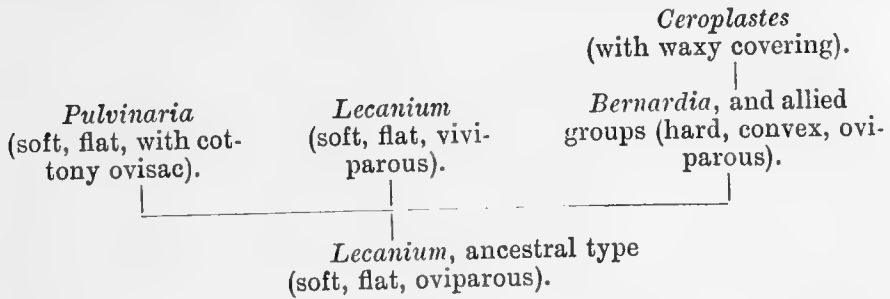 Ceroplastes
(with waxy covering).
Pulvinaria
(soft, flat, with cot-
tony ovisac).
Lecanium
(soft, flat, vivi-
parous).
Bernardia, and allied
groups (hard, convex, ovi-
parous).
Lecanium, ancestral type
(soft, flat, oviparous).